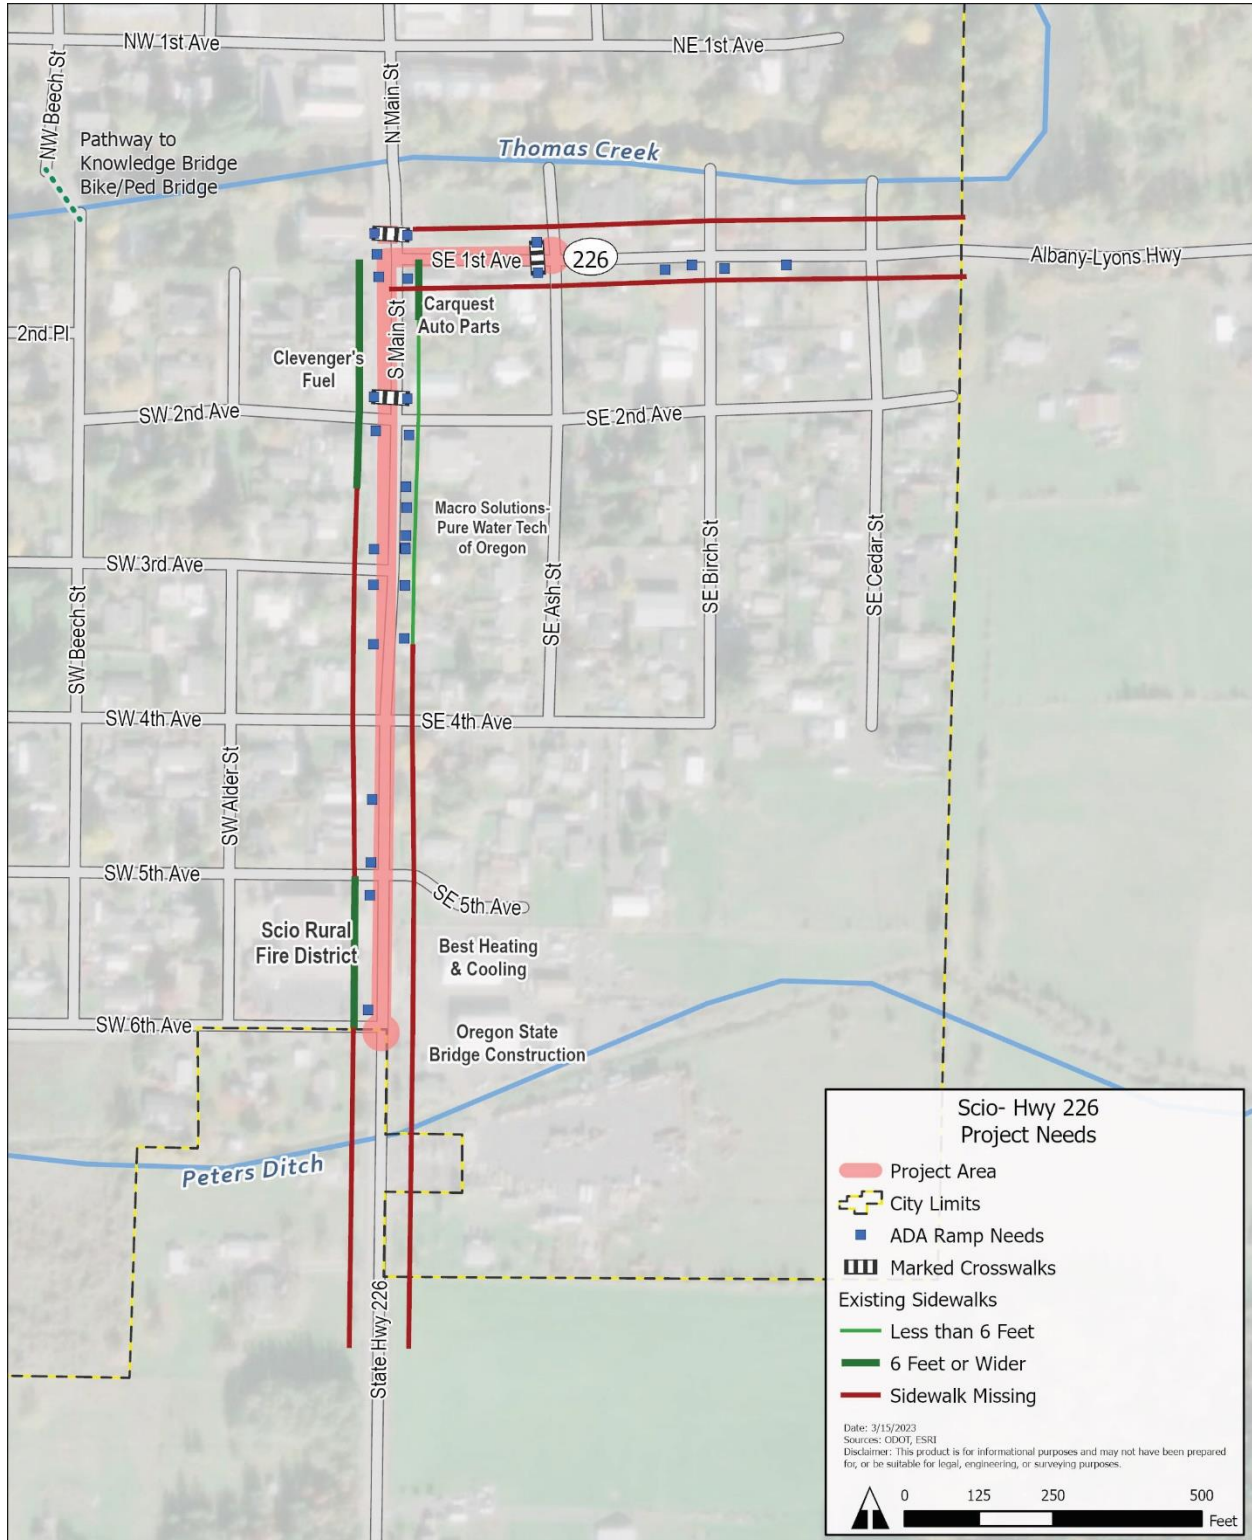 NW 1st Ave
NE 1st Ave
NW Beech St
N Main St
Pathway to
Knowledge Bridge
Bike/Ped Bridge
Thomas Creek
SE 1st Ave
226
Albany-Lyons Hwy
Carquest
Auto Parts
S Main St
2nd Pl
Clevenger's
Fuel
SW 2nd Ave
SE 2nd Ave
Macro Solutions-
Pure Water Tech
of Oregon
SW 3rd Ave
SW Beech St
SE Ash St
SE Birch St
SE Cedar St
SW 4th Ave
SE 4th Ave
SW Alder St
SW 5th Ave
SE 5th Ave
Scio Rural
Fire District
Best Heating
& Cooling
SW 6th Ave
Oregon State
Bridge Construction
Peters Ditch
State Hwy 226
Scio- Hwy 226
Project Needs
Project Area
City Limits
ADA Ramp Needs
Marked Crosswalks
Existing Sidewalks
Less than 6 Feet
6 Feet or Wider
Sidewalk Missing
Date: 3/15/2023
Sources: ODOT, ESRI
Disclaimer: This product is for informational purposes and may not have been prepared
for, or be suitable for legal, engineering, or surveying purposes.
0 125 250 500
Feet